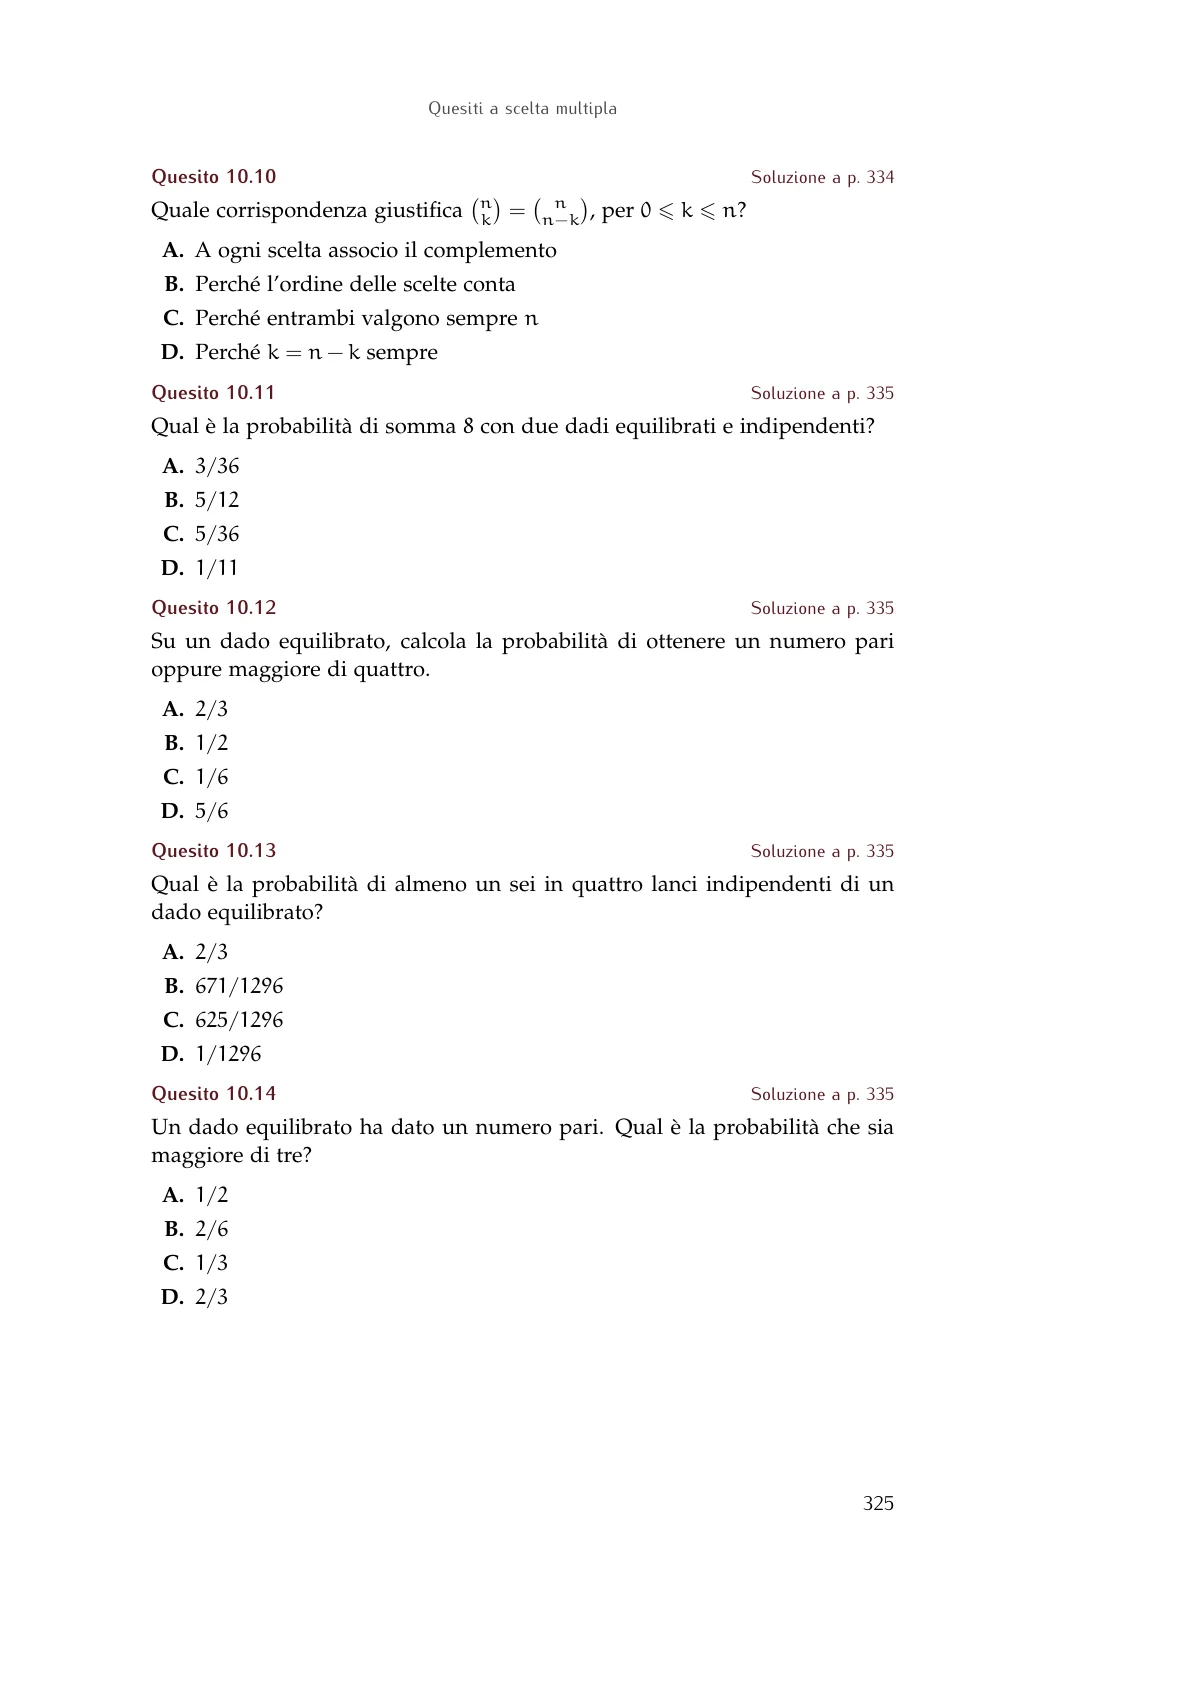 Quesiti a scelta multipla
Quesito 10.10 Soluzione a p. 334
Quale corrispondenza giustifica (n k) = (n n−k), per 0 ⩽ k ⩽ n?
A. A ogni scelta associo il complemento
B. Perché l'ordine delle scelte conta
C. Perché entrambi valgono sempre n
D. Perché k = n − k sempre
Quesito 10.11 Soluzione a p. 335
Qual è la probabilità di somma 8 con due dadi equilibrati e indipendenti?
A. 3/36
B. 5/12
C. 5/36
D. 1/11
Quesito 10.12 Soluzione a p. 335
Su un dado equilibrato, calcola la probabilità di ottenere un numero pari
oppure maggiore di quattro.
A. 2/3
B. 1/2
C. 1/6
D. 5/6
Quesito 10.13 Soluzione a p. 335
Qual è la probabilità di almeno un sei in quattro lanci indipendenti di un
dado equilibrato?
A. 2/3
B. 671/1296
C. 625/1296
D. 1/1296
Quesito 10.14 Soluzione a p. 335
Un dado equilibrato ha dato un numero pari. Qual è la probabilità che sia
maggiore di tre?
A. 1/2
B. 2/6
C. 1/3
D. 2/3
325